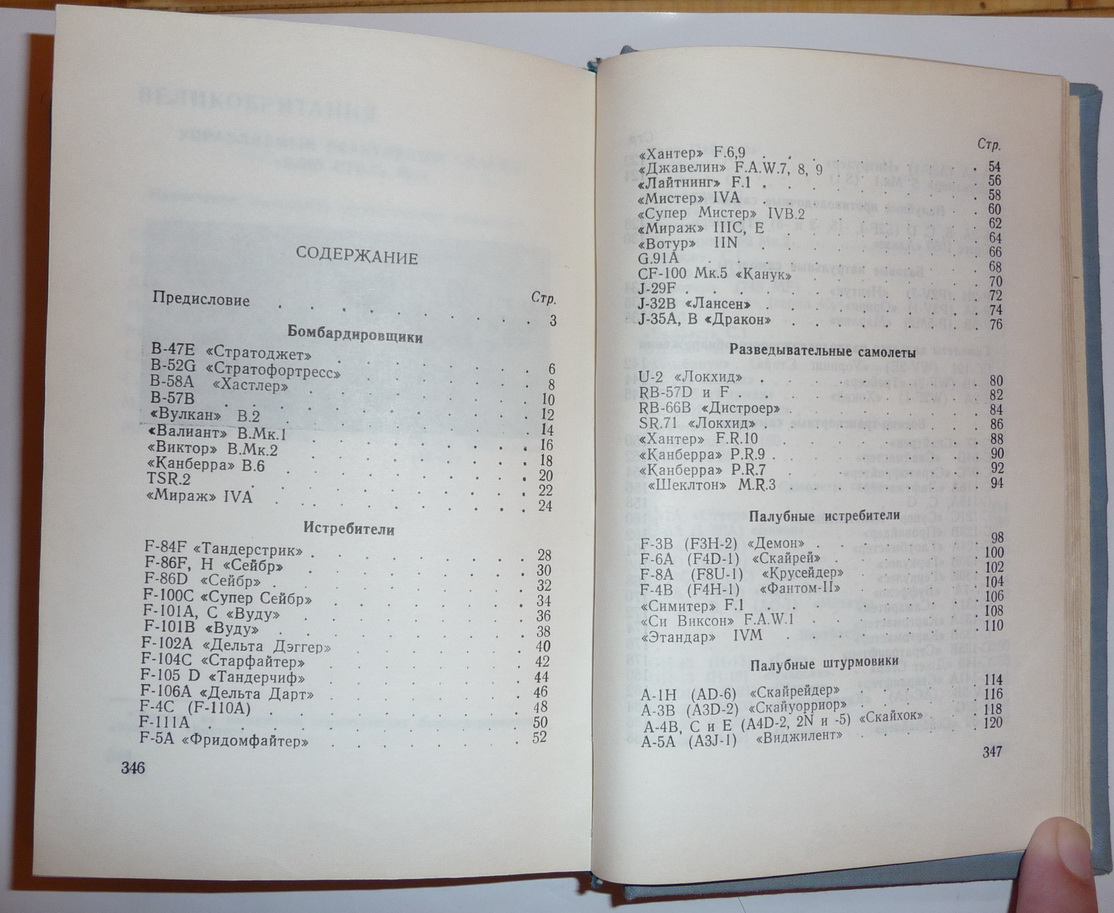 СОДЕРЖАНИЕ
Стр.
Предисловие . . . . . . . . . . 3
Бомбардировщики
B-47E «Стратоджет» . . . . . . . 6
B-52G «Стратофортресс» . . . . . . 8
B-58A «Хастлер» . . . . . . . 10
B-57B . . . . . . . . . . 12
«Вулкан» B.2 . . . . . . . . 14
«Валиант» B.Mк.1 . . . . . . . 16
«Виктор» B.Mк.2 . . . . . . . 18
«Канберра» B.6 . . . . . . . . 20
TSR.2 . . . . . . . . . . 22
«Мираж» IVA . . . . . . . . 24
Истребители
F-84F «Тандерстрик» . . . . . . . 28
F-86F, H «Сейбр» . . . . . . . 30
F-86D «Сейбр» . . . . . . . . 32
F-100C «Супер Сейбр» . . . . . . . 34
F-101A, C «Вуду» . . . . . . . 36
F-101B «Вуду» . . . . . . . . 38
F-102A «Дельта Дэггер» . . . . . . 40
F-104C «Старфайтер» . . . . . . . 42
F-105 D «Тандерчиф» . . . . . . . 44
F-106A «Дельта Дарт» . . . . . . . 46
F-4C (F-110A) . . . . . . . . 48
F-111A . . . . . . . . . . 50
F-5A «Фридомфайтер» . . . . . . . 52
346
Стр.
«Хантер» F.6,9 . . . . . . . . 54
«Джавелин» F.A.W.7, 8, 9 . . . . . . 56
«Лайтнинг» F.1 . . . . . . . . 58
«Мистер» IVA . . . . . . . . 60
«Супер Мистер» IVB.2 . . . . . . . 62
«Мираж» IIIC, E . . . . . . . . 64
«Вотур» IIN . . . . . . . . . 66
G.91A . . . . . . . . . . 68
CF-100 Mк.5 «Канук» . . . . . . . 70
J-29F . . . . . . . . . . 72
J-32B «Лансен» . . . . . . . . 74
J-35A, B «Дракон» . . . . . . . 76
Разведывательные самолеты
U-2 «Локхид» . . . . . . . . 80
RB-57D и F . . . . . . . . . 82
RB-66B «Дистроер» . . . . . . . 84
SR.71 «Локхид» . . . . . . . . 86
«Хантер» F.R.10 . . . . . . . . 88
«Канберра» P.R.9 . . . . . . . . 90
«Канберра» P.R.7 . . . . . . . . 92
«Шеклтон» M.R.3 . . . . . . . . 94
Палубные истребители
F-3B (F3H-2) «Демон» . . . . . . . 98
F-6A (F4D-1) «Скайрей» . . . . . . 100
F-8A (F8U-1) «Крусейдер» . . . . . . 102
F-4B (F4H-1) «Фантом-II» . . . . . . 104
«Симитер» F.1 . . . . . . . . 106
«Си Виксон» F.A.W.1 . . . . . . . 108
«Этандар» IVM . . . . . . . . 110
Палубные штурмовики
A-1H (AD-6) «Скайрейдер» . . . . . . 114
A-3B (A3D-2) «Скайуорриор» . . . . . 116
A-4B, C и E (A4D-2, 2N и -5) «Скайхок» . . . 118
A-5A (A3J-1) «Виджилент» . . . . . . 120
347